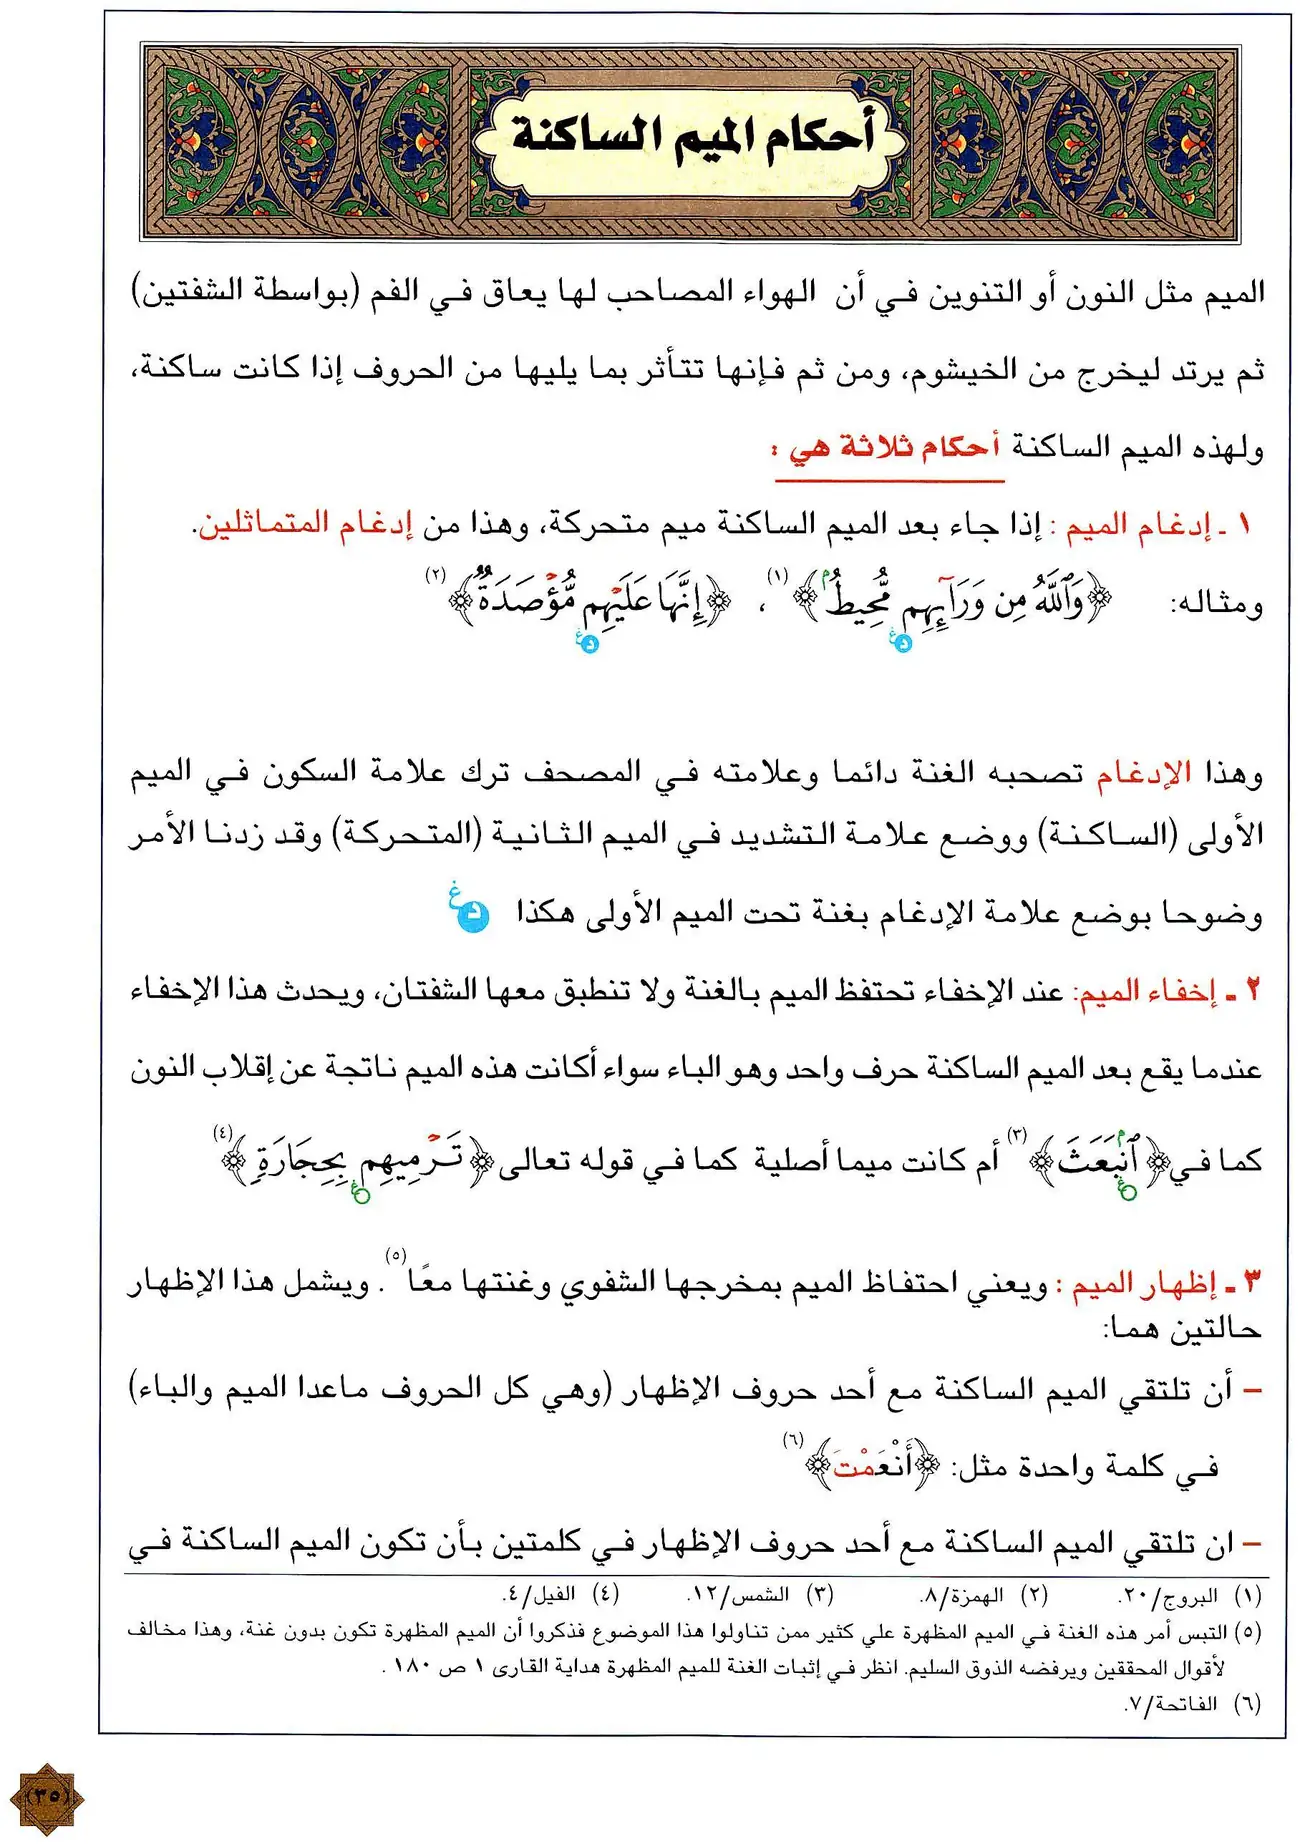 أحكام الميم الساكنة
الميم مثل النون أو التنوين في أن الهواء المصاحب لها يعاق في الفم (بواسطة الشفتين)
ثم يرتد ليخرج من الخيشوم، ومن ثم فإنها تتأثر بما يليها من الحروف إذا كانت ساكنة،
ولهذه الميم الساكنة أحكام ثلاثة هي :
١ ـ إدغام الميم : إذا جاء بعد الميم الساكنة ميم متحركة، وهذا من إدغام المتماثلين.
ومثاله: ﴿وَٱللَّهُ مِن وَرَآئِهِم مُّحِيطُۢ﴾ (١) ، ﴿إِنَّهَا عَلَيْهِم مُّؤْصَدَةٌ﴾ (٢)
وهذا الإدغام تصحبه الغنة دائما وعلامته في المصحف ترك علامة السكون في الميم
الأولى (الساكنة) ووضع علامة التشديد في الميم الثانية (المتحركة) وقد زدنا الأمر
وضوحا بوضع علامة الإدغام بغنة تحت الميم الأولى هكذا د غ
٢ ـ إخفاء الميم: عند الإخفاء تحتفظ الميم بالغنة ولا تنطبق معها الشفتان، ويحدث هذا الإخفاء
عندما يقع بعد الميم الساكنة حرف واحد وهو الباء سواء أكانت هذه الميم ناتجة عن إقلاب النون
كما في﴿ ٱنۢبَعَثَ﴾ (٣) أم كانت ميما أصلية كما في قوله تعالى ﴿تَرْمِيهِم بِحِجَارَةٍ﴾ (٤)
٣ ـ إظهار الميم : ويعني احتفاظ الميم بمخرجها الشفوي وغنتها معًا (٥) . ويشمل هذا الإظهار
حالتين هما:
– أن تلتقي الميم الساكنة مع أحد حروف الإظهار (وهي كل الحروف ماعدا الميم والباء)
في كلمة واحدة مثل: ﴿أَنْعَمْتَ﴾ (٦)
– ان تلتقي الميم الساكنة مع أحد حروف الإظهار في كلمتين بأن تكون الميم الساكنة في
(١) البروج/٢٠. (٢) الهمزة/٨. (٣) الشمس/١٢. (٤) الفيل/٤.
(٥) التبس أمر هذه الغنة في الميم المظهرة علي كثير ممن تناولوا هذا الموضوع فذكروا أن الميم المظهرة تكون بدون غنة، وهذا مخالف
لأقوال المحققين ويرفضه الذوق السليم. انظر في إثبات الغنة للميم المظهرة هداية القارى ١ ص ١٨٠ .
(٦) الفاتحة/٧.
(٣٥)